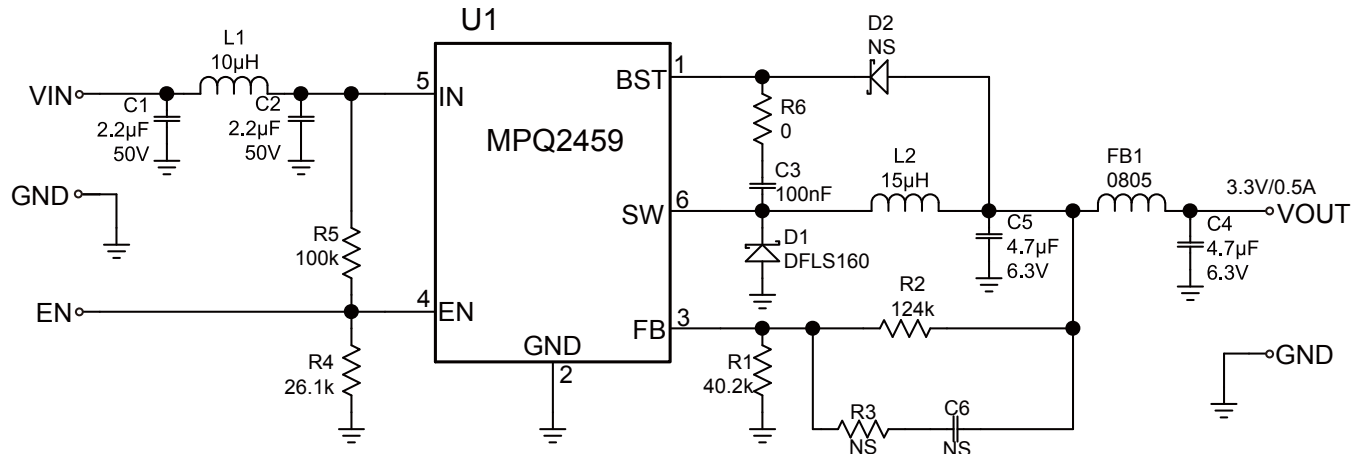 U1
L1
10µH
VIN
C1
2.2µF
50V
C2
2.2µF
50V
GND
R5
100k
EN
R4
26.1k
5
IN
MPQ2459
4
EN
GND
2
BST
1
SW
6
FB
3
D2
NS
R6
0
C3
100nF
L2
15µH
D1
DFLS160
C5
4.7µF
6.3V
FB1
0805
3.3V/0.5A
VOUT
C4
4.7µF
6.3V
R2
124k
R1
40.2k
R3
NS
C6
NS
GND